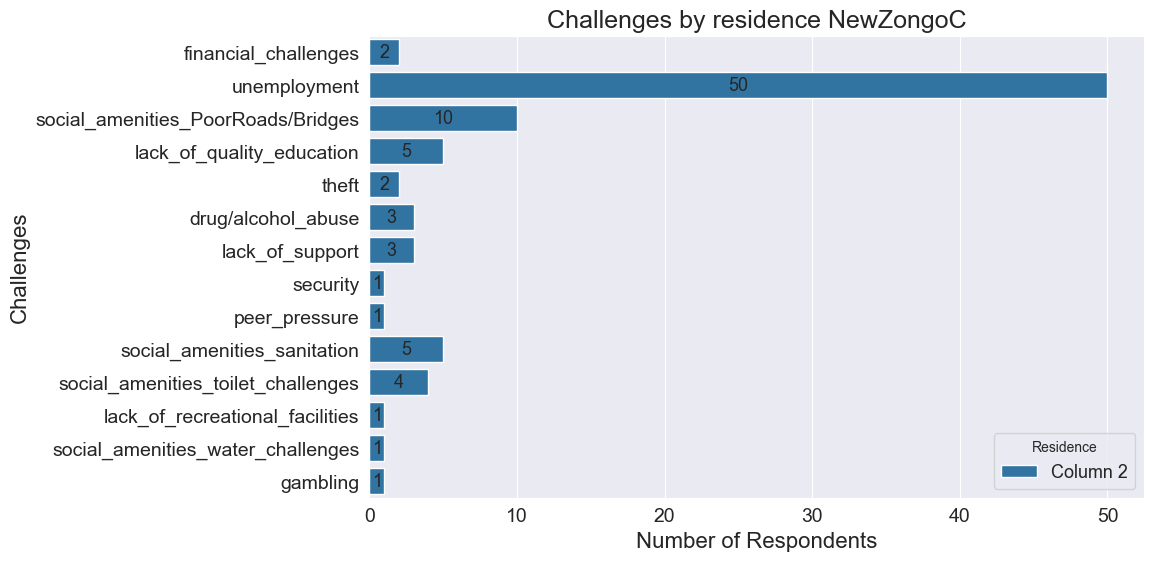 Challenges by residence NewZongoC
Challenges
financial_challenges 2
unemployment 50
social_amenities_PoorRoads/Bridges 10
lack_of_quality_education 5
theft 2
drug/alcohol_abuse 3
lack_of_support 3
security 1
peer_pressure 1
social_amenities_sanitation 5
social_amenities_toilet_challenges 4
lack_of_recreational_facilities 1
social_amenities_water_challenges 1
gambling 1
Residence
Column 2
0 10 20 30 40 50
Number of Respondents